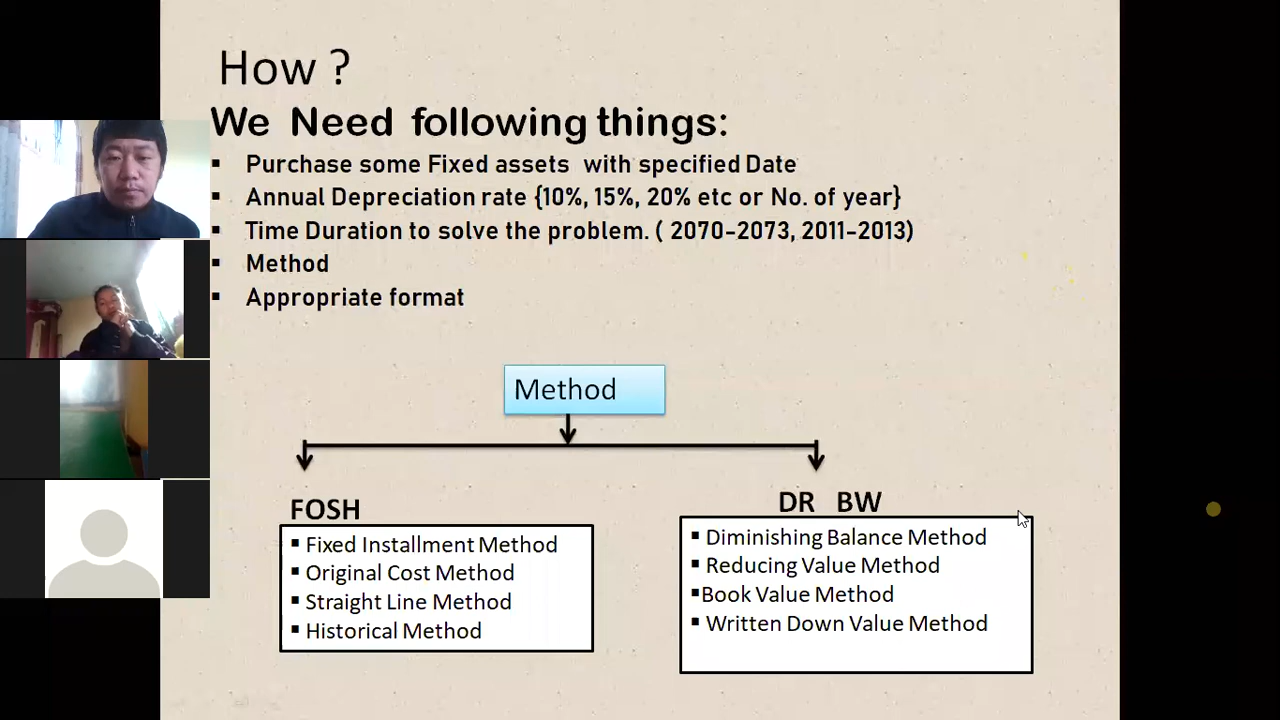 How ?
We Need following things:
▪ Purchase some Fixed assets with specified Date
▪ Annual Depreciation rate {10%, 15%, 20% etc or No. of year}
▪ Time Duration to solve the problem. ( 2070-2073, 2011-2013)
▪ Method
▪ Appropriate format
Method
FOSH
▪ Fixed Installment Method
▪ Original Cost Method
▪ Straight Line Method
▪ Historical Method
DR BW
▪ Diminishing Balance Method
▪ Reducing Value Method
▪Book Value Method
▪ Written Down Value Method